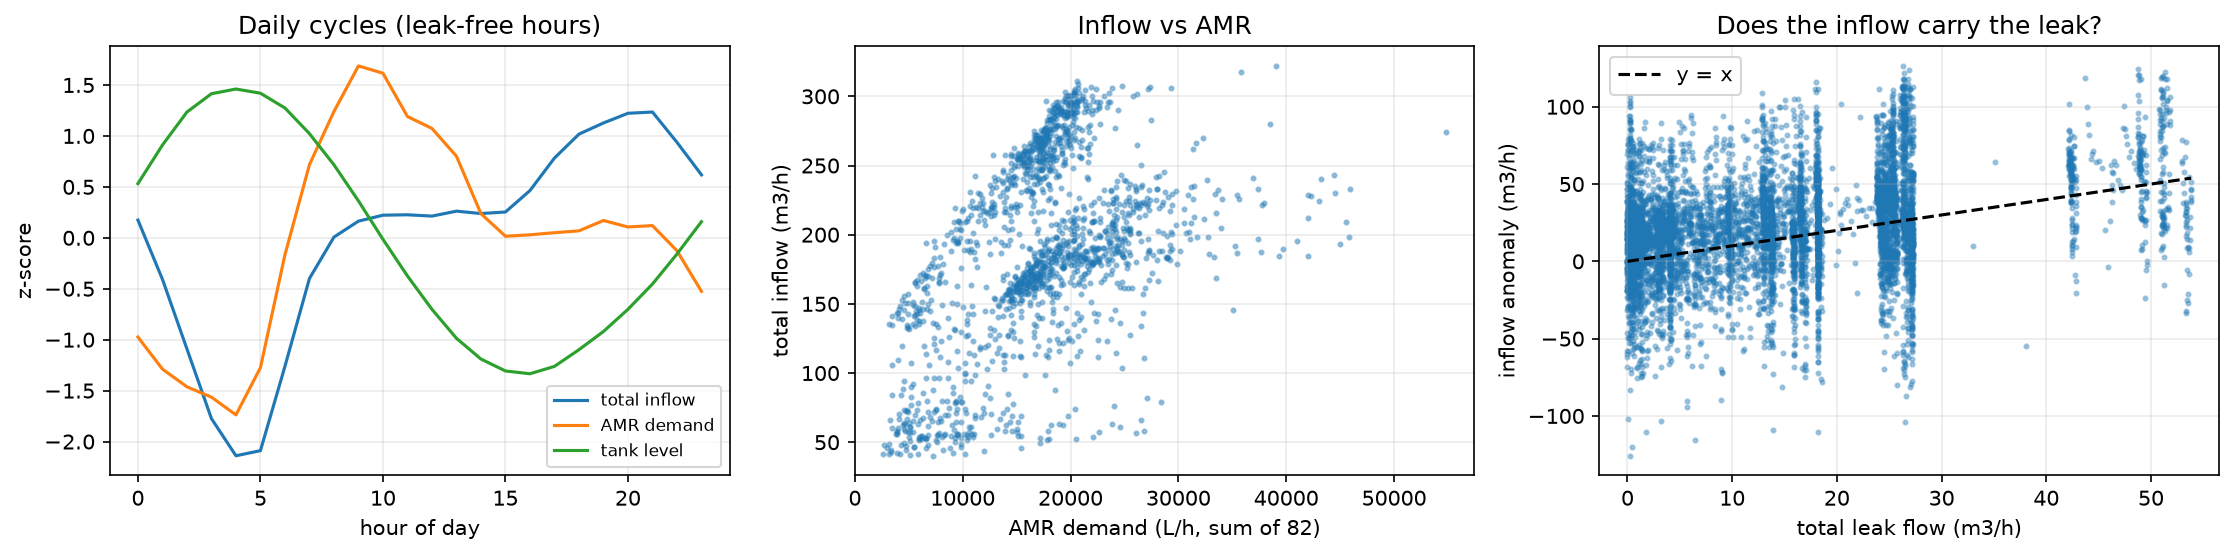 Daily cycles (leak-free hours)
1.5
1.0
0.5
0.0
−0.5
−1.0
−1.5
−2.0
z-score
0
5
10
15
20
hour of day
total inflow
AMR demand
tank level
Inflow vs AMR
300
250
200
150
100
50
total inflow (m3/h)
0
10000
20000
30000
40000
50000
AMR demand (L/h, sum of 82)
Does the inflow carry the leak?
y = x
100
50
0
−50
−100
inflow anomaly (m3/h)
0
10
20
30
40
50
total leak flow (m3/h)